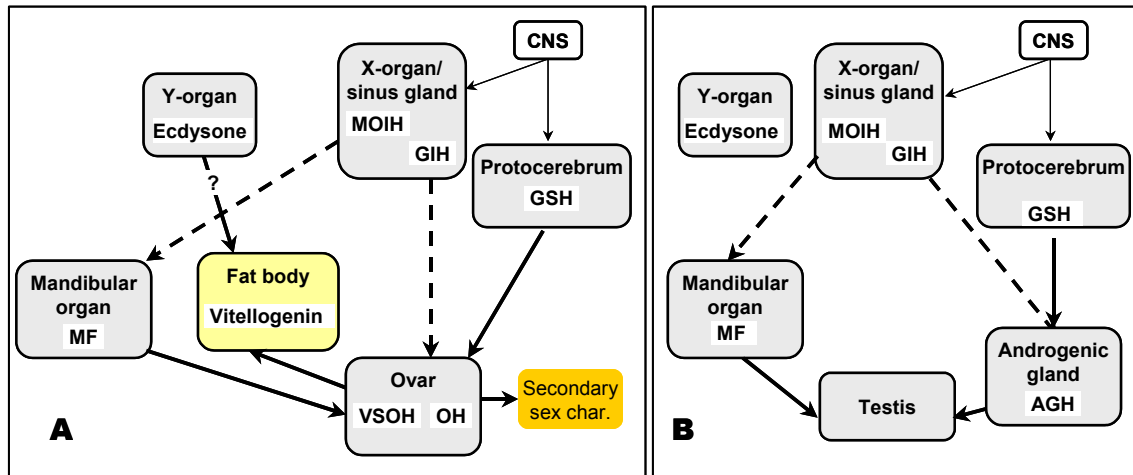 CNS
X-organ/
sinus gland
MOIH
GIH
Y-organ
Ecdysone
?
Protocerebrum
GSH
Fat body
Vitellogenin
Mandibular
organ
MF
Ovar
VSOH OH
Secondary
sex char.
A
CNS
X-organ/
sinus gland
MOIH
GIH
Y-organ
Ecdysone
Protocerebrum
GSH
Mandibular
organ
MF
Androgenic
gland
AGH
Testis
B